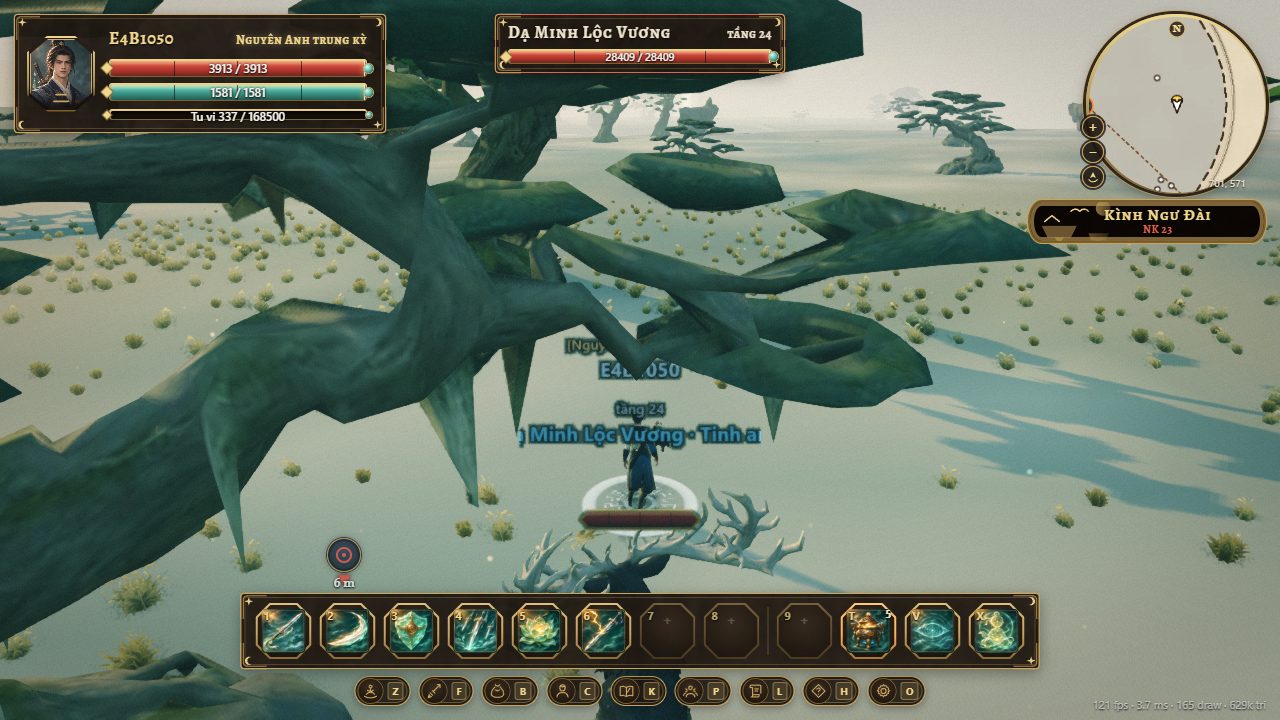 E4B1050
Nguyên Anh trung kỳ
3913 / 3913
1581 / 1581
Tu vi 337 / 168500
Dạ Minh Lộc Vương
tầng 24
28409 / 28409
N
+
−
571
Kình Ngư Đài
NK 23
[Nguy
E4B1050
tầng 24
Minh Lộc Vương · Tinh an
6 m
1
2
3
4
5
6
7
8
9
T
5
V
X
Z
F
B
C
K
P
L
H
O
121 fps · 3.7 ms · 165 draw · 629k tri